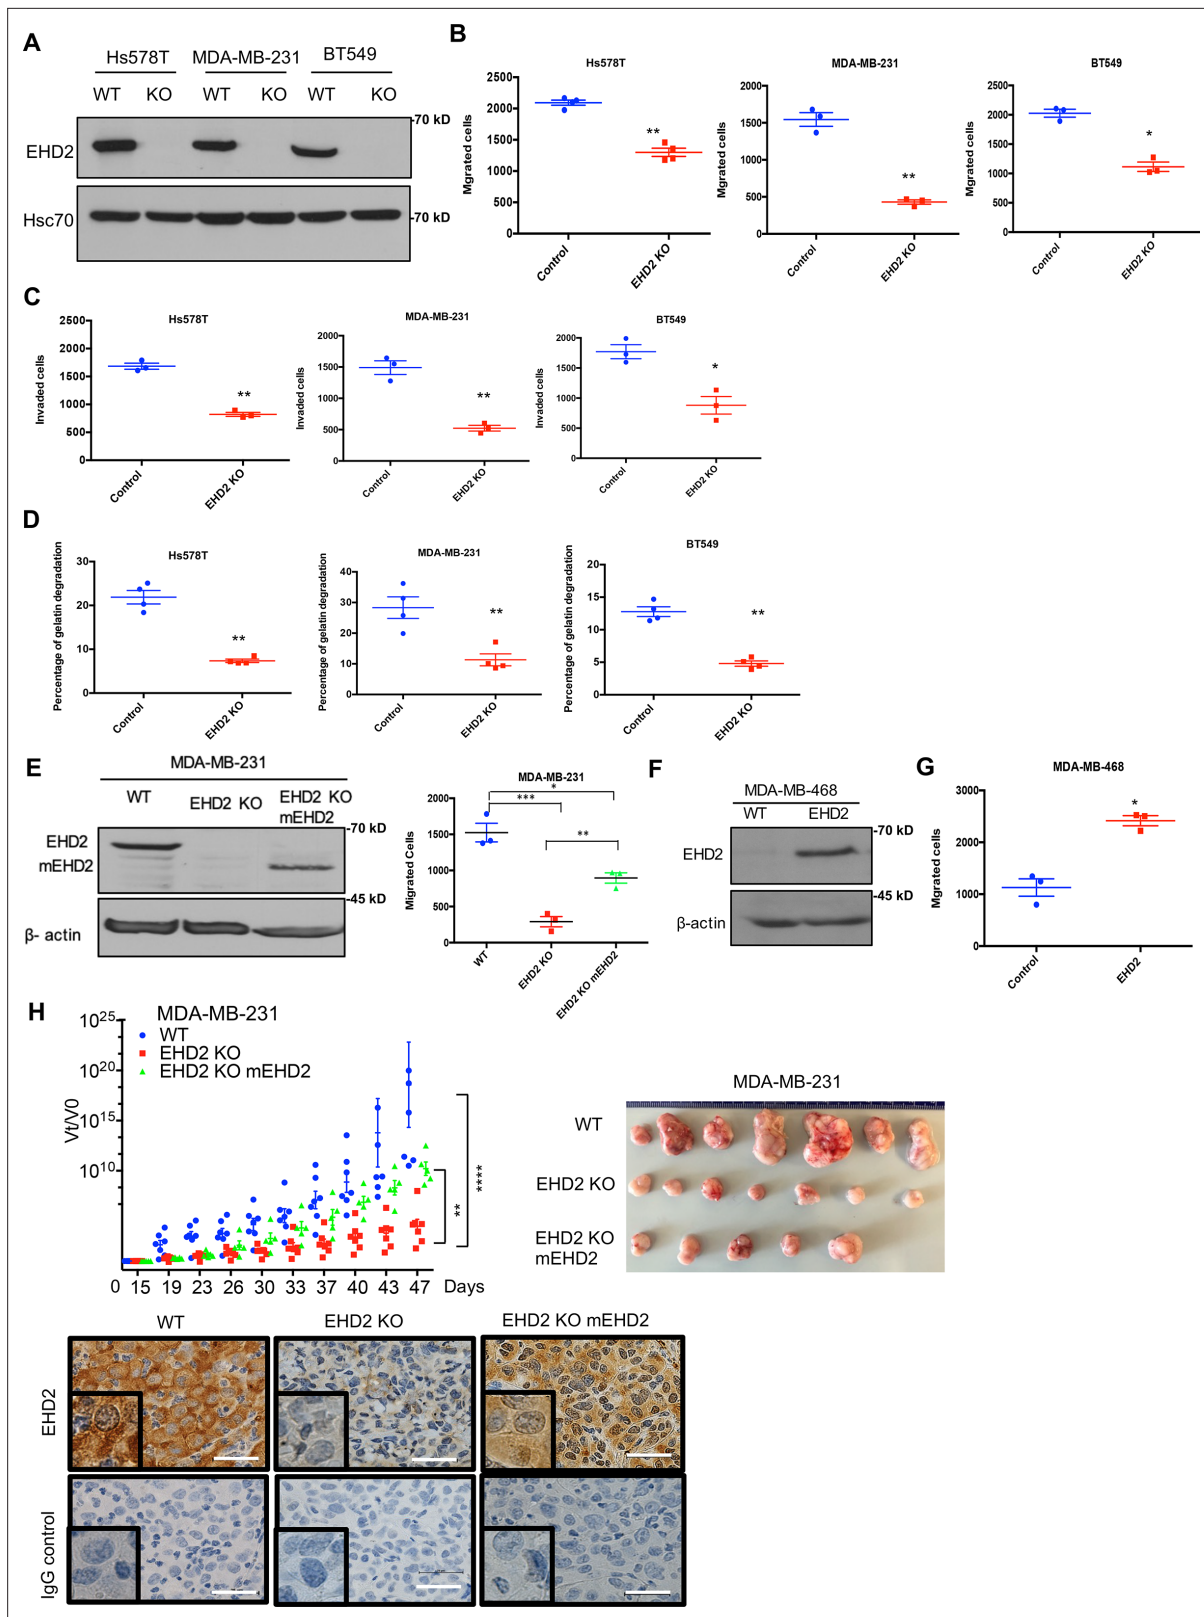 A
Hs578T MDA-MB-231 BT549
WT KO WT KO WT KO
-70 kD
EHD2
Hsc70
-70 kD
B
Hs578T
2500
2000
1500
1000
500
0
Mgrated cells
**
Control
EHD2 KO
MDA-MB-231
2000
1500
1000
500
0
Mgrated cells
**
Control
EHD2 KO
BT549
2500
2000
1500
1000
500
0
Mgrated cells
*
Control
EHD2 KO
C
Hs578T
2500
2000
1500
1000
500
0
Invaded cells
**
Control
EHD2 KO
MDA-MB-231
2000
1500
1000
500
0
Invaded cells
**
Control
EHD2 KO
BT549
2000
1500
1000
500
0
Invaded cells
*
Control
EHD2 KO
D
Hs578T
30
20
10
0
Percentage of gelatin degradation
**
Control
EHD2 KO
MDA-MB-231
40
30
20
10
0
Percentage of gelatin degradation
**
Control
EHD2 KO
BT549
20
15
10
5
0
Percentage of gelatin degradation
**
Control
EHD2 KO
E
MDA-MB-231
WT EHD2 KO EHD2 KO
mEHD2
-70 kD
EHD2
mEHD2
-45 kD
β- actin
MDA-MB-231
2000
1500
1000
500
0
Migrated Cells
*
***
**
WT
EHD2 KO
EHD2 KO mEHD2
F
MDA-MB-468
WT EHD2
-70 kD
EHD2
-45 kD
β-actin
G
MDA-MB-468
3000
2000
1000
0
Mgrated cells
*
Control
EHD2
H
MDA-MB-231
WT
EHD2 KO
EHD2 KO mEHD2
10^25
10^20
10^15
10^10
Vt/V0
**
****
0 15 19 23 26 30 33 37 40 43 47 Days
MDA-MB-231
WT
EHD2 KO
EHD2 KO
mEHD2
WT EHD2 KO EHD2 KO mEHD2
EHD2
IgG control